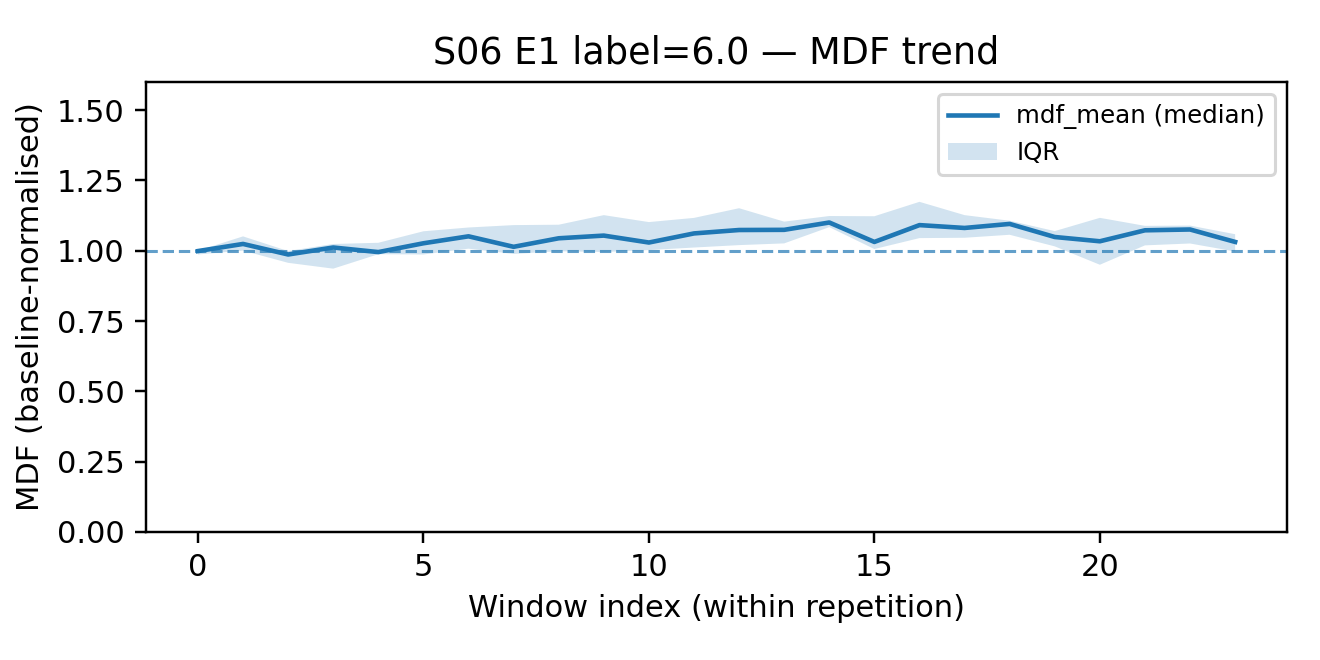 S06 E1 label=6.0 — MDF trend
mdf_mean (median)
IQR
MDF (baseline-normalised)
1.50
1.25
1.00
0.75
0.50
0.25
0.00
0 5 10 15 20
Window index (within repetition)